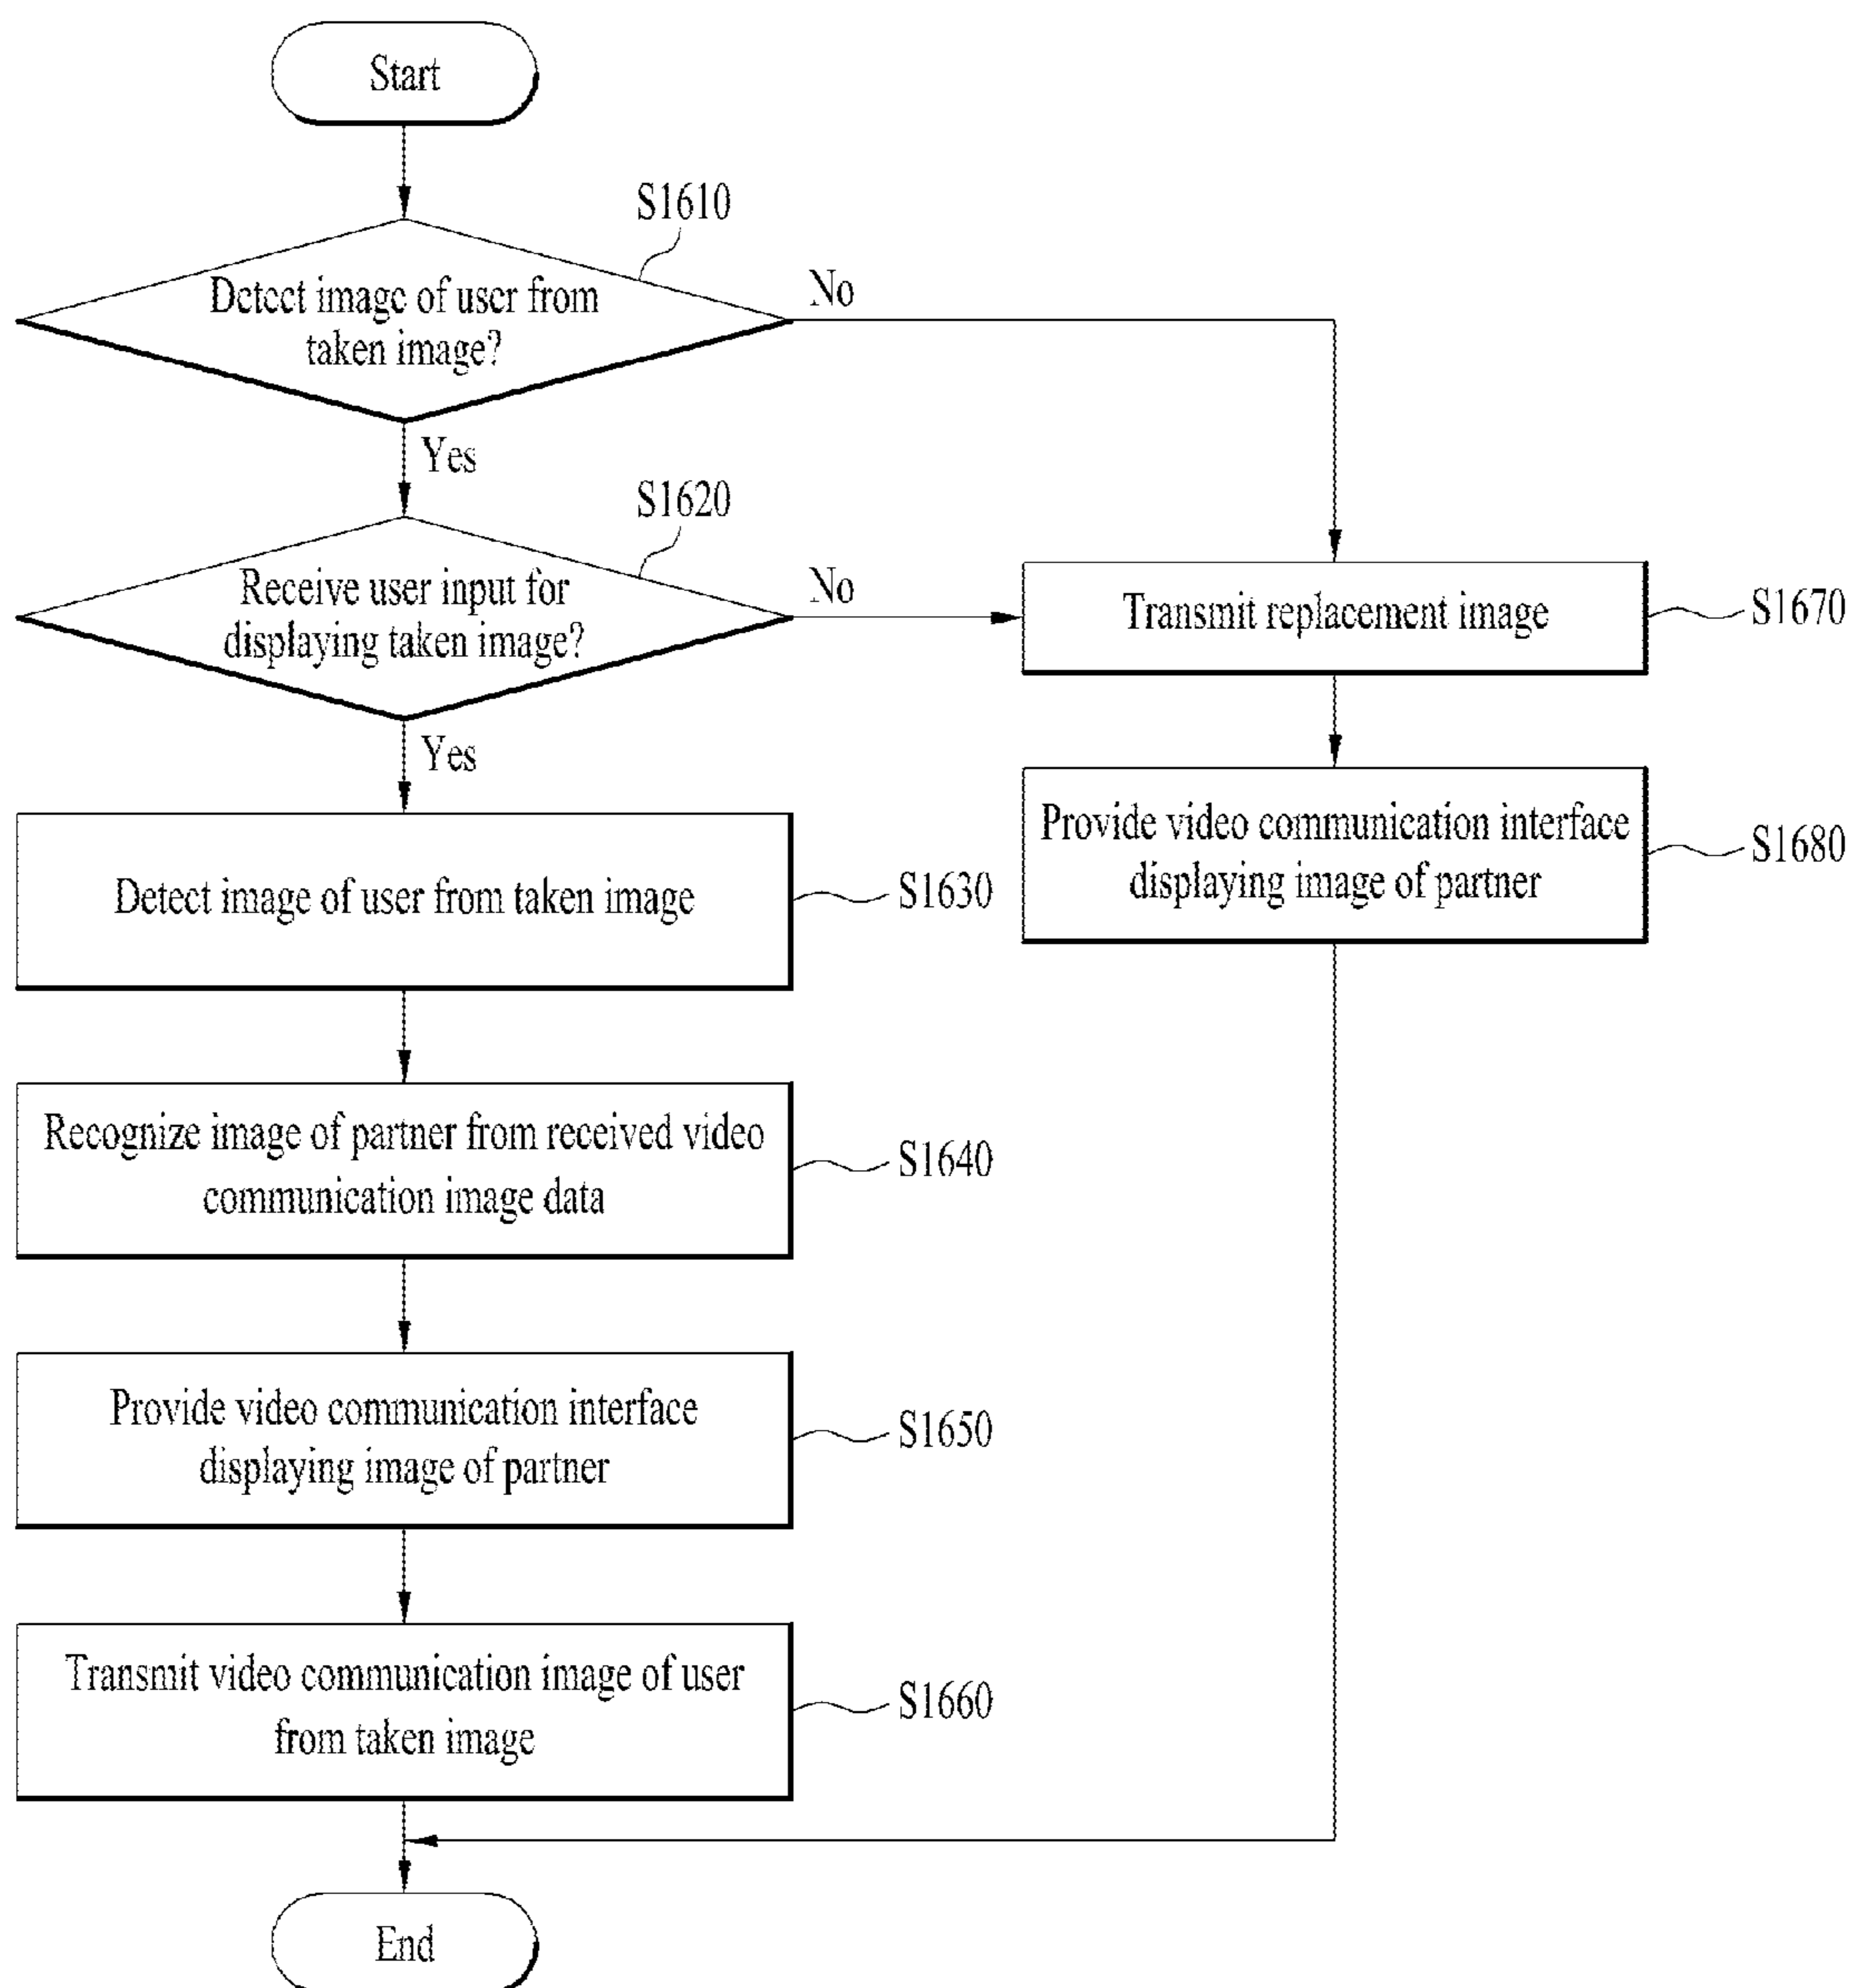 Start
S1610
Detect image of user from
taken image?
No
Yes
S1620
Receive user input for
displaying taken image?
No
Yes
Transmit replacement image
S1670
Provide video communication interface
displaying image of partner
S1680
Detect image of user from taken image
S1630
Recognize image of partner from received video
communication image data
S1640
Provide video communication interface
displaying image of partner
S1650
Transmit video communication image of user
from taken image
S1660
End